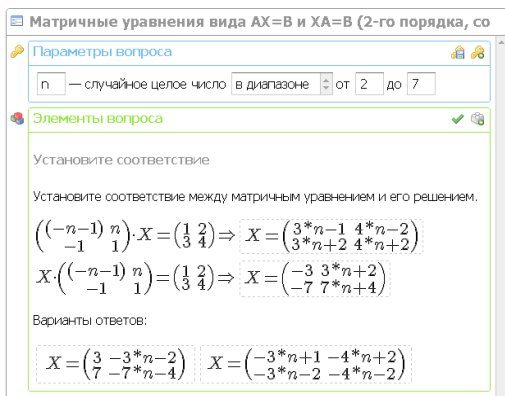 Матричные уравнения вида AX=B и XA=B (2-го порядка, со
Параметры вопроса
n — случайное целое число в диапазоне от 2 до 7
Элементы вопроса
Установите соответствие
Установите соответствие между матричным уравнением и его решением.
((-n-1) n
-1 1)·X=(1 2
3 4)⇒ X=(3*n-1 4*n-2
3*n+2 4*n+2)
X·((-n-1) n
-1 1)=(1 2
3 4)⇒ X=(-3 3*n+2
-7 7*n+4)
Варианты ответов:
X=(3 -3*n-2
7 -7*n-4) X=(-3*n+1 -4*n+2
-3*n-2 -4*n-2)